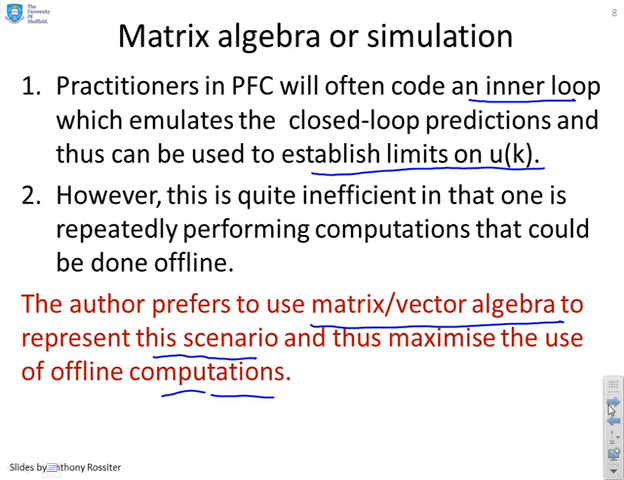 The
University
Of
Sheffield.
8
Matrix algebra or simulation
1. Practitioners in PFC will often code an inner loop
which emulates the closed-loop predictions and
thus can be used to establish limits on u(k).
2. However, this is quite inefficient in that one is
repeatedly performing computations that could
be done offline.
The author prefers to use matrix/vector algebra to
represent this scenario and thus maximise the use
of offline computations.
Slides by Anthony Rossiter